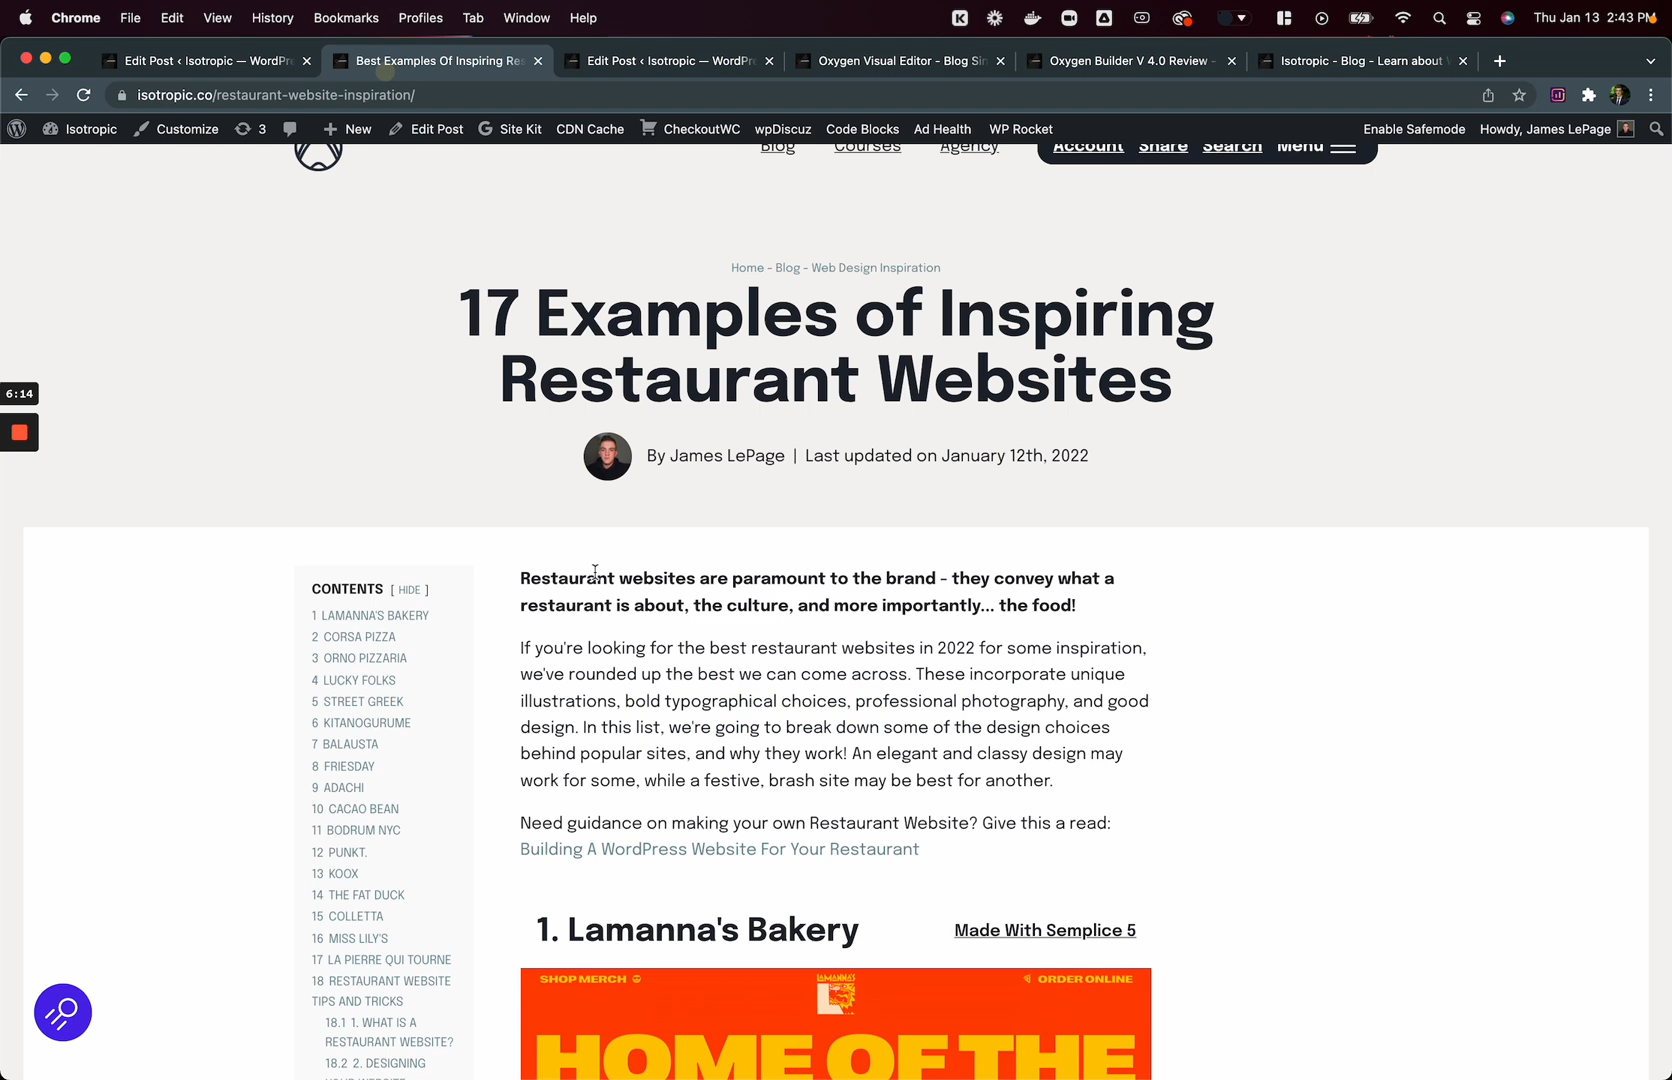 Chrome File Edit View History Bookmarks Profiles Tab Window Help Thu Jan 13 2:43 PM
Edit Post ‹ Isotropic — WordPr
Best Examples Of Inspiring Res
Edit Post ‹ Isotropic — WordPre
Oxygen Visual Editor - Blog Sin
Oxygen Builder V 4.0 Review -
Isotropic - Blog - Learn about
isotropic.co/restaurant-website-inspiration/
Isotropic Customize 3 New Edit Post Site Kit CDN Cache CheckoutWC wpDiscuz Code Blocks Ad Health WP Rocket Enable Safemode Howdy, James LePage
Blog Courses Agency Account Share Search Menu
Home - Blog - Web Design Inspiration
17 Examples of Inspiring
Restaurant Websites
6:14
By James LePage | Last updated on January 12th, 2022
CONTENTS [ HIDE ]
1 LAMANNA'S BAKERY
2 CORSA PIZZA
3 ORNO PIZZARIA
4 LUCKY FOLKS
5 STREET GREEK
6 KITANOGURUME
7 BALAUSTA
8 FRIESDAY
9 ADACHI
10 CACAO BEAN
11 BODRUM NYC
12 PUNKT.
13 KOOX
14 THE FAT DUCK
15 COLLETTA
16 MISS LILY'S
17 LA PIERRE QUI TOURNE
18 RESTAURANT WEBSITE
TIPS AND TRICKS
18.1 1. WHAT IS A
RESTAURANT WEBSITE?
18.2 2. DESIGNING
Restaurant websites are paramount to the brand - they convey what a
restaurant is about, the culture, and more importantly... the food!
If you're looking for the best restaurant websites in 2022 for some inspiration,
we've rounded up the best we can come across. These incorporate unique
illustrations, bold typographical choices, professional photography, and good
design. In this list, we're going to break down some of the design choices
behind popular sites, and why they work! An elegant and classy design may
work for some, while a festive, brash site may be best for another.
Need guidance on making your own Restaurant Website? Give this a read:
Building A WordPress Website For Your Restaurant
1. Lamanna's Bakery Made With Semplice 5
SHOP MERCH LAMANNA'S ORDER ONLINE
HOME OF THE